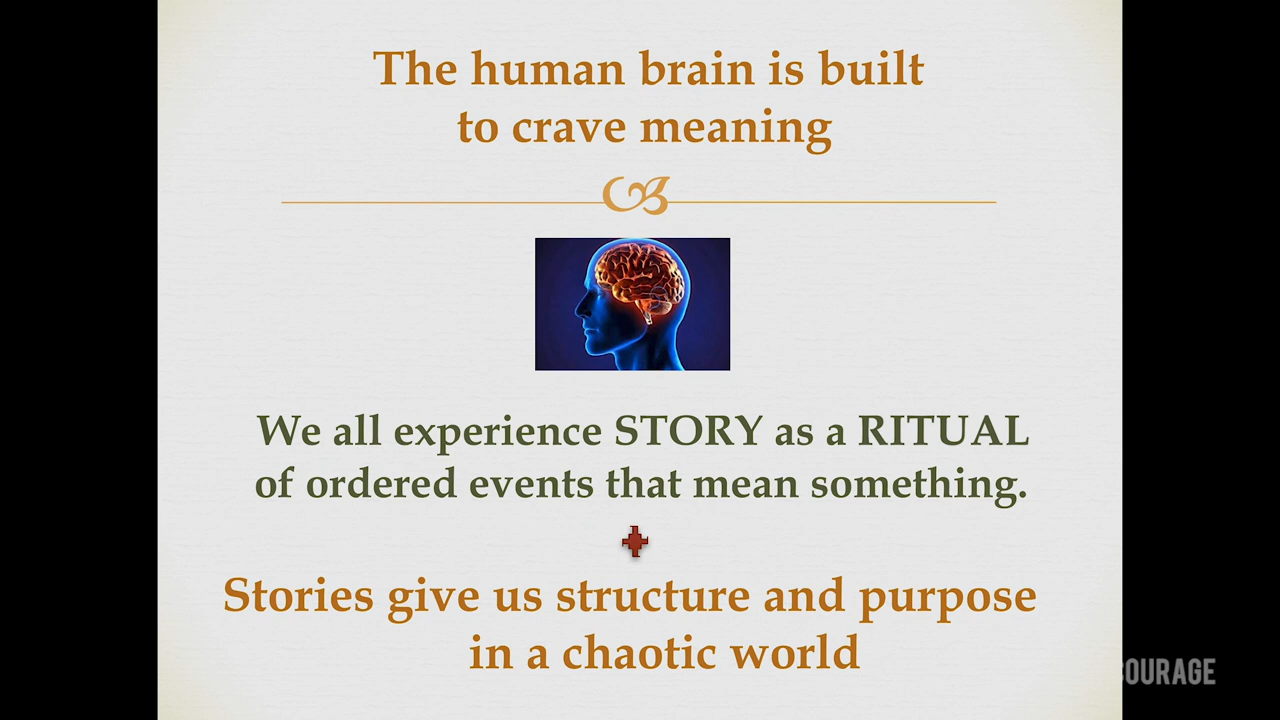 The human brain is built
to crave meaning
We all experience STORY as a RITUAL
of ordered events that mean something.
Stories give us structure and purpose
in a chaotic world